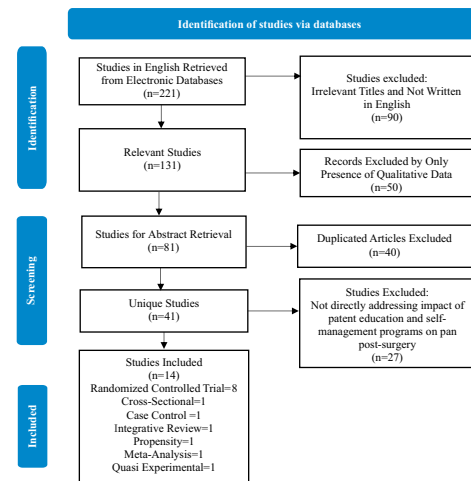 Identification of studies via databases
Identification
Studies in English Retrieved
from Electronic Databases
(n=221)
Studies excluded:
Irrelevant Titles and Not Written
in English
(n=90)
Relevant Studies
(n=131)
Records Excluded by Only
Presence of Qualitative Data
(n=50)
Screening
Studies for Abstract Retrieval
(n=81)
Duplicated Articles Excluded
(n=40)
Unique Studies
(n=41)
Studies Excluded:
Not directly addressing impact of
patent education and self-
management programs on pan
post-surgery
(n=27)
Included
Studies Included
(n=14)
Randomized Controlled Trial=8
Cross-Sectional=1
Case Control =1
Integrative Review=1
Propensity=1
Meta-Analysis=1
Quasi Experimental=1